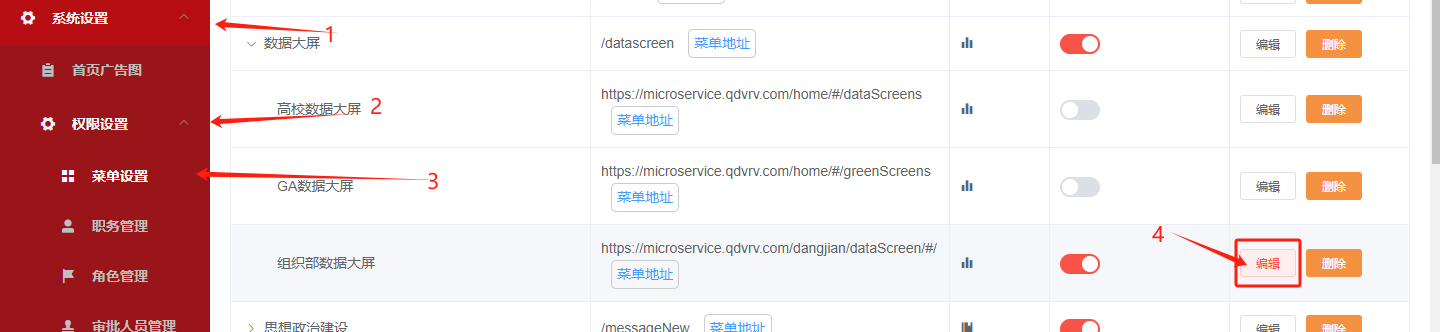 系统设置
1
首页广告图
权限设置
2
菜单设置
3
职务管理
角色管理
审批人员管理
数据大屏
/datascreen 菜单地址
编辑 删除
高校数据大屏
https://microservice.qdvrv.com/home/#/dataScreens
菜单地址
编辑 删除
GA数据大屏
https://microservice.qdvrv.com/home/#/greenScreens
菜单地址
编辑 删除
组织部数据大屏
https://microservice.qdvrv.com/dangjian/dataScreen/#/
菜单地址
4
编辑 删除
思想政治建设
/messageNew 菜单地址
编辑 删除